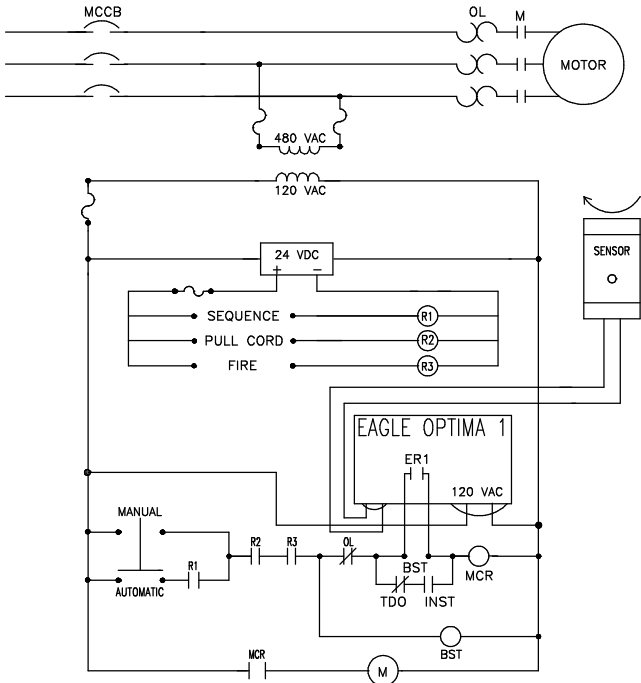 MCCB
OL
M
MOTOR
480 VAC
120 VAC
24 VDC
+ −
SENSOR
SEQUENCE
R1
PULL CORD
R2
FIRE
R3
EAGLE OPTIMA 1
ER1
120 VAC
MANUAL
R2
R3
OL
R1
BST
AUTOMATIC
TDO
INST
MCR
BST
MCR
M